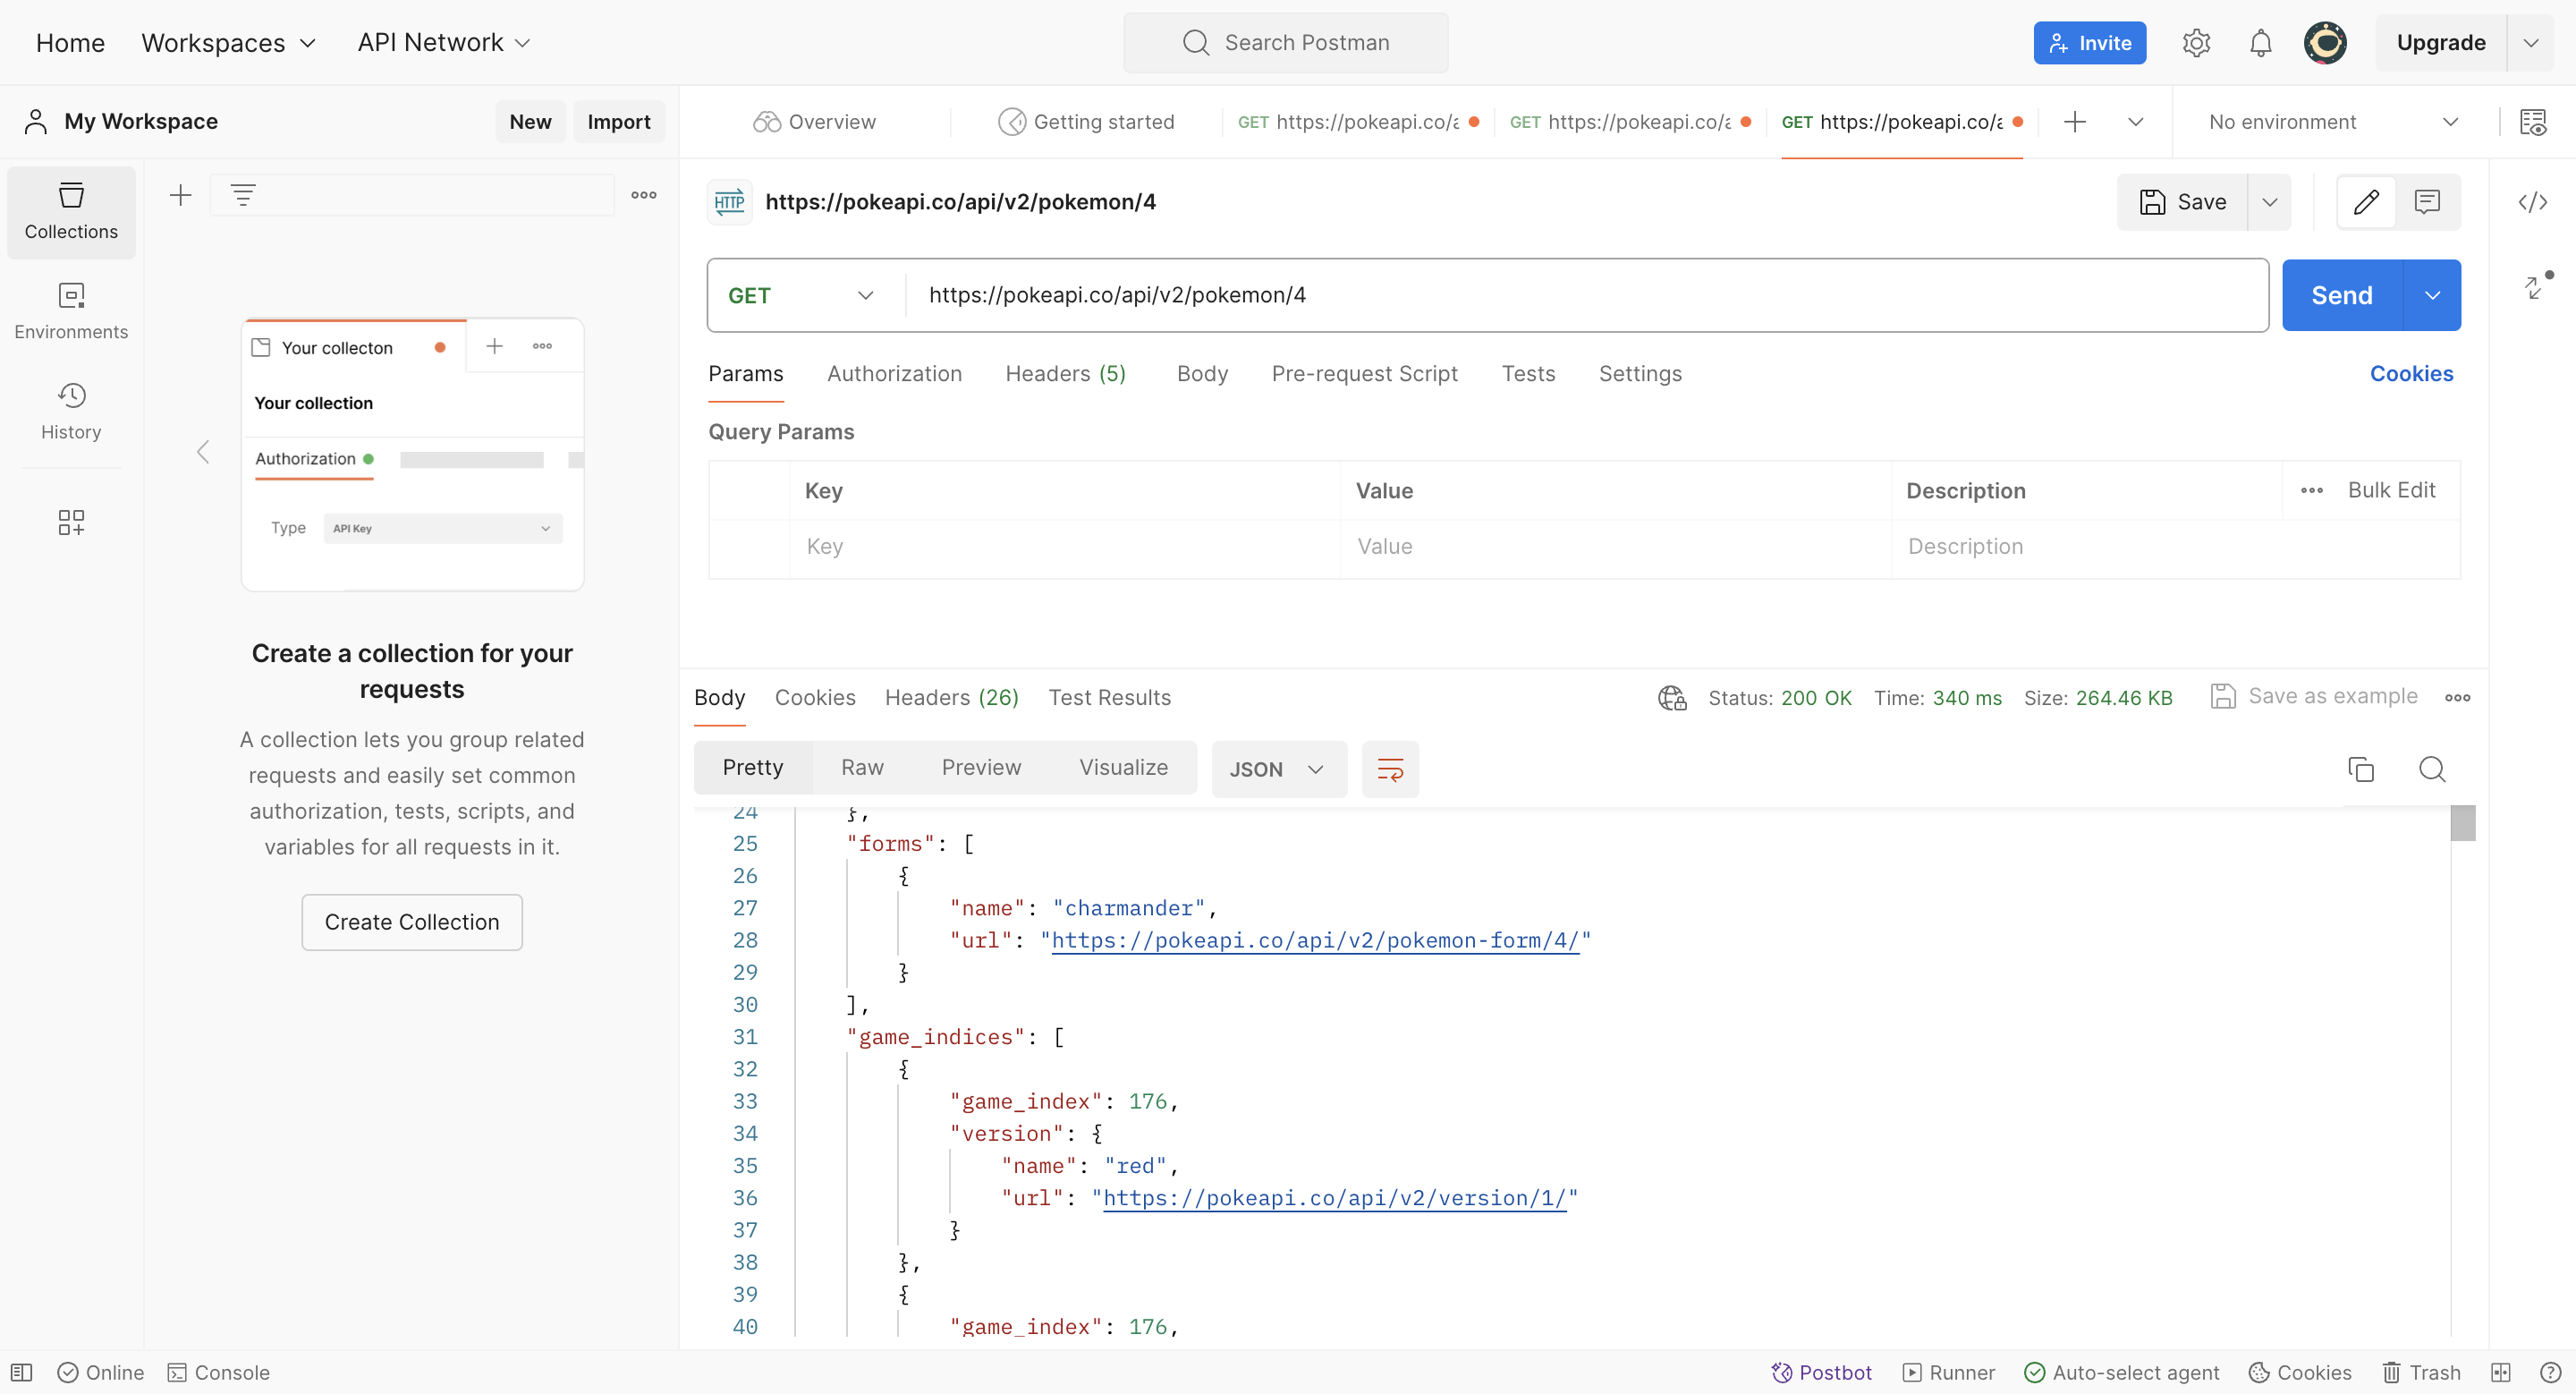 Home Workspaces API Network Search Postman Invite Upgrade
My Workspace New Import Overview Getting started GET https://pokeapi.co/a GET https://pokeapi.co/a GET https://pokeapi.co/a No environment
Collections
Environments
History
Your collecton
Your collection
Authorization
Type API Key
Create a collection for your
requests
A collection lets you group related
requests and easily set common
authorization, tests, scripts, and
variables for all requests in it.
Create Collection
HTTP https://pokeapi.co/api/v2/pokemon/4 Save
GET https://pokeapi.co/api/v2/pokemon/4 Send
Params Authorization Headers (5) Body Pre-request Script Tests Settings Cookies
Query Params
Key Value Description Bulk Edit
Key Value Description
Body Cookies Headers (26) Test Results Status: 200 OK Time: 340 ms Size: 264.46 KB Save as example
Pretty Raw Preview Visualize JSON
24 },
25 "forms": [
26 {
27 "name": "charmander",
28 "url": "https://pokeapi.co/api/v2/pokemon-form/4/"
29 }
30 ],
31 "game_indices": [
32 {
33 "game_index": 176,
34 "version": {
35 "name": "red",
36 "url": "https://pokeapi.co/api/v2/version/1/"
37 }
38 },
39 {
40 "game_index": 176,
Online Console Postbot Runner Auto-select agent Cookies Trash